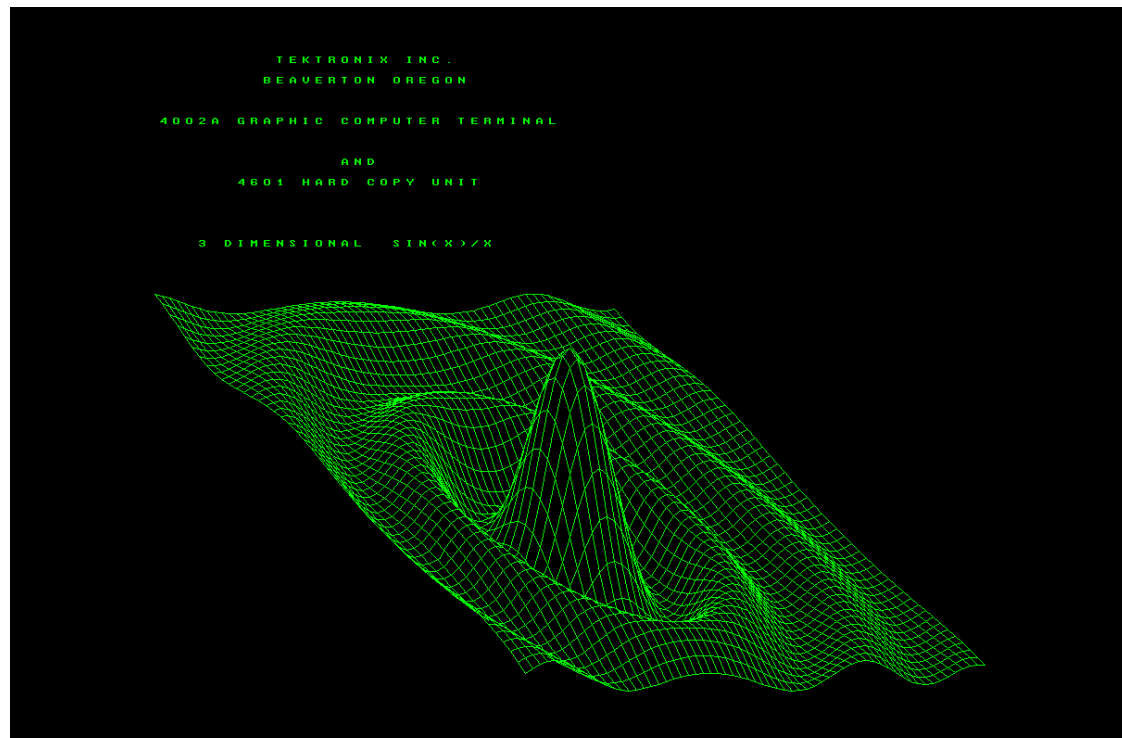 TEKTRONIX INC.
BEAVERTON OREGON
4002A GRAPHIC COMPUTER TERMINAL
AND
4601 HARD COPY UNIT
3 DIMENSIONAL SIN(X)/X